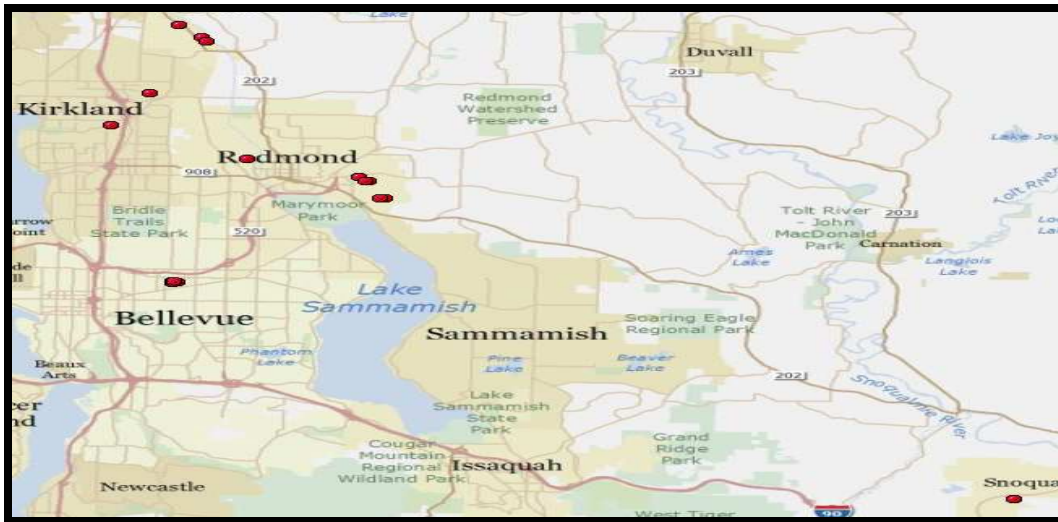 Lake
Duvall
203
202
Kirkland
Redmond
Watershed
Preserve
Lake Joy
Redmond
908
Tolt River
Marymoor
Park
Bridle
Trails
State Park
520
Tolt River
- John
MacDonald
Park
203
Carnation
Point
Ames
Lake
Langlois
Lake
Lake
Sammamish
Bellevue
Soaring Eagle
Regional Park
Sammamish
Phantom
Lake
Beaux
Arts
Pine
Lake
Beaver
Lake
202
Snoqualmie River
Lake
Sammamish
State
Park
Cougar
Mountain
Regional
Wildland Park
Grand
Ridge
Park
Issaquah
Newcastle
Snoqua
West Tiger
90